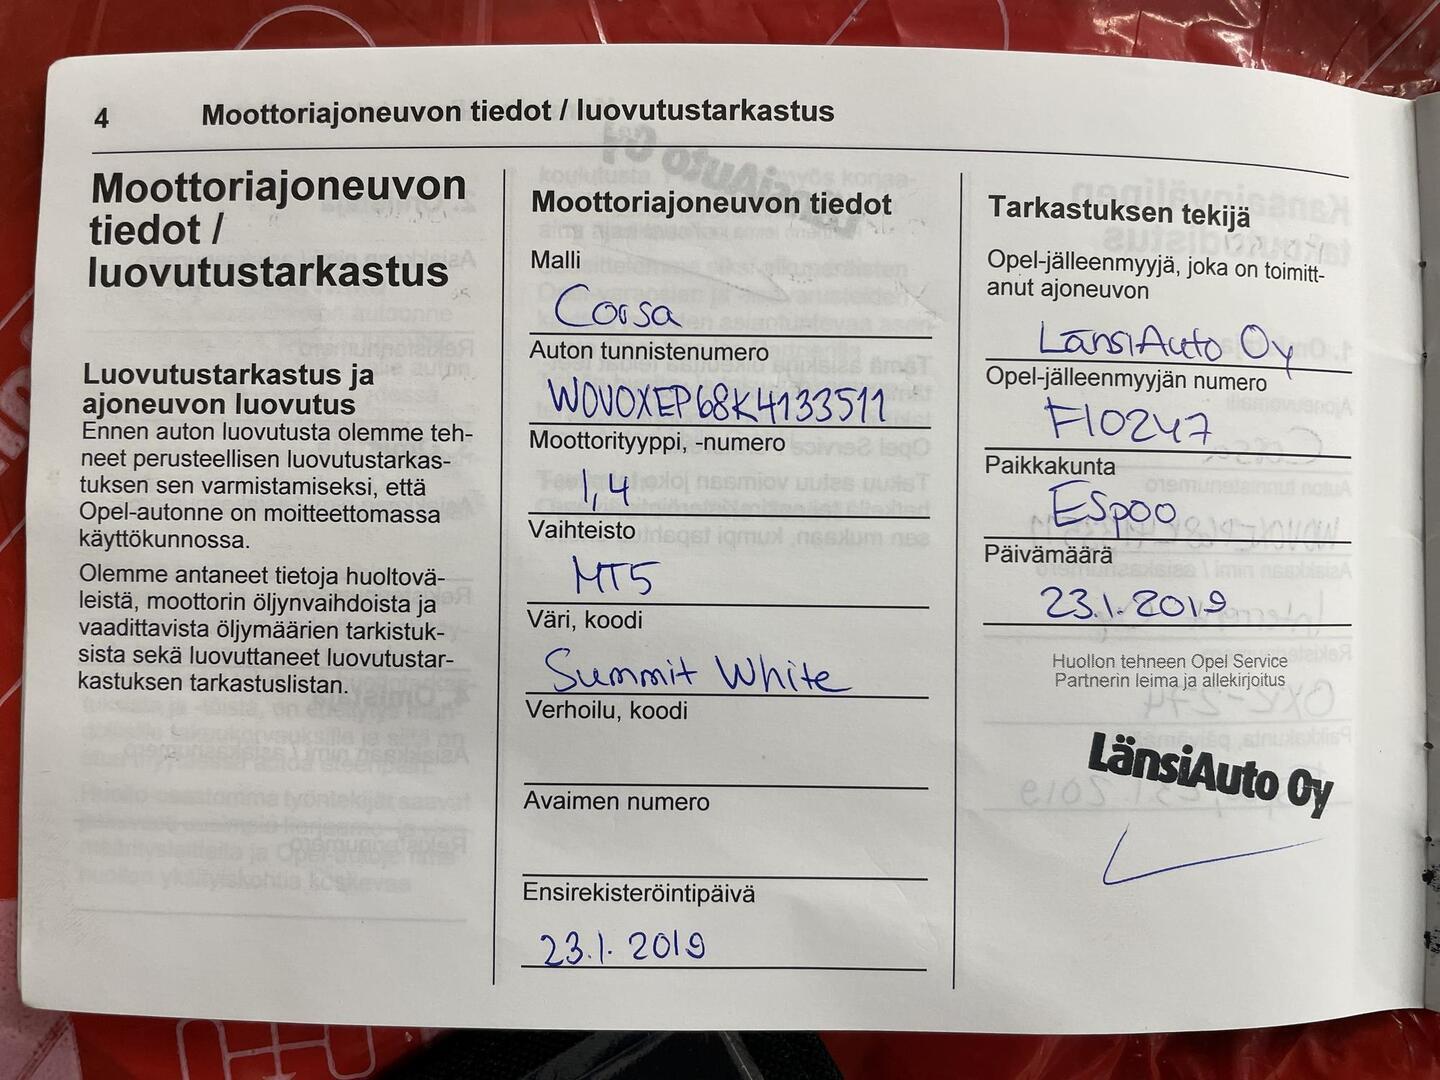 4 Moottoriajoneuvon tiedot / luovutustarkastus
Moottoriajoneuvon
tiedot /
luovutustarkastus
Luovutustarkastus ja
ajoneuvon luovutus
Ennen auton luovutusta olemme teh-
neet perusteellisen luovutustarkas-
tuksen sen varmistamiseksi, että
Opel-autonne on moitteettomassa
käyttökunnossa.
Olemme antaneet tietoja huoltovä-
leistä, moottorin öljynvaihdoista ja
vaadittavista öljymäärien tarkistuk-
sista sekä luovuttaneet luovutustar-
kastuksen tarkastuslistan.
Moottoriajoneuvon tiedot
Malli
Corsa
Auton tunnistenumero
W0V0XEP68K4133511
Moottorityyppi, -numero
1,4
Vaihteisto
MT5
Väri, koodi
Summit White
Verhoilu, koodi
Avaimen numero
Ensirekisteröintipäivä
23.1.2019
Tarkastuksen tekijä
Opel-jälleenmyyjä, joka on toimitt-
anut ajoneuvon
LänsiAuto Oy
Opel-jälleenmyyjän numero
FI0247
Paikkakunta
Espoo
Päivämäärä
23.1.2019
Huollon tehneen Opel Service
Partnerin leima ja allekirjoitus
LänsiAuto Oy